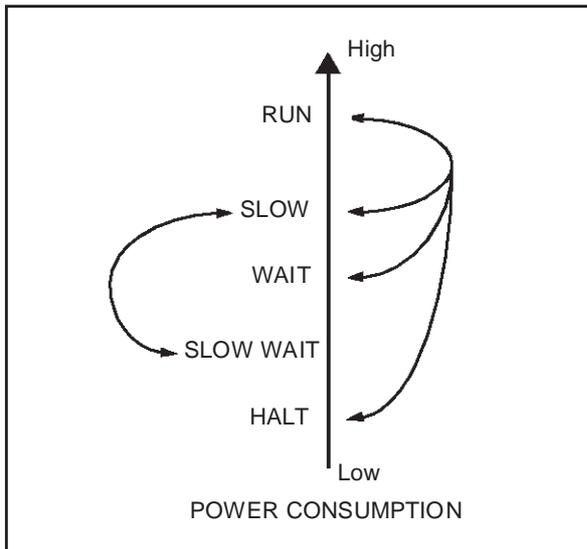 High
RUN
SLOW
WAIT
SLOW WAIT
HALT
Low
POWER CONSUMPTION